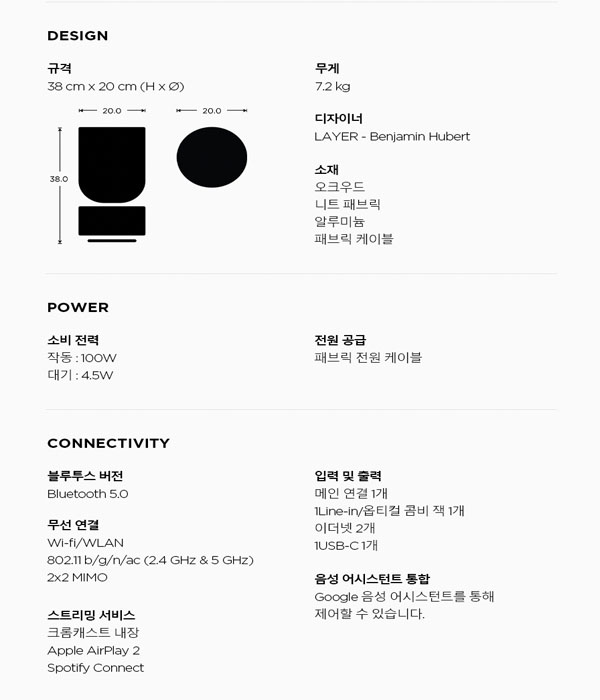 DESIGN
규격
38 cm x 20 cm (H x Ø)
20.0
20.0
38.0
무게
7.2 kg
디자이너
LAYER - Benjamin Hubert
소재
오크우드
니트 패브릭
알루미늄
패브릭 케이블
POWER
소비 전력
작동 : 100W
대기 : 4.5W
전원 공급
패브릭 전원 케이블
CONNECTIVITY
블루투스 버전
Bluetooth 5.0
무선 연결
Wi-fi/WLAN
802.11 b/g/n/ac (2.4 GHz & 5 GHz)
2x2 MIMO
스트리밍 서비스
크롬캐스트 내장
Apple AirPlay 2
Spotify Connect
입력 및 출력
메인 연결 1개
1Line-in/옵티컬 콤비 잭 1개
이더넷 2개
1USB-C 1개
음성 어시스턴트 통합
Google 음성 어시스턴트를 통해
제어할 수 있습니다.